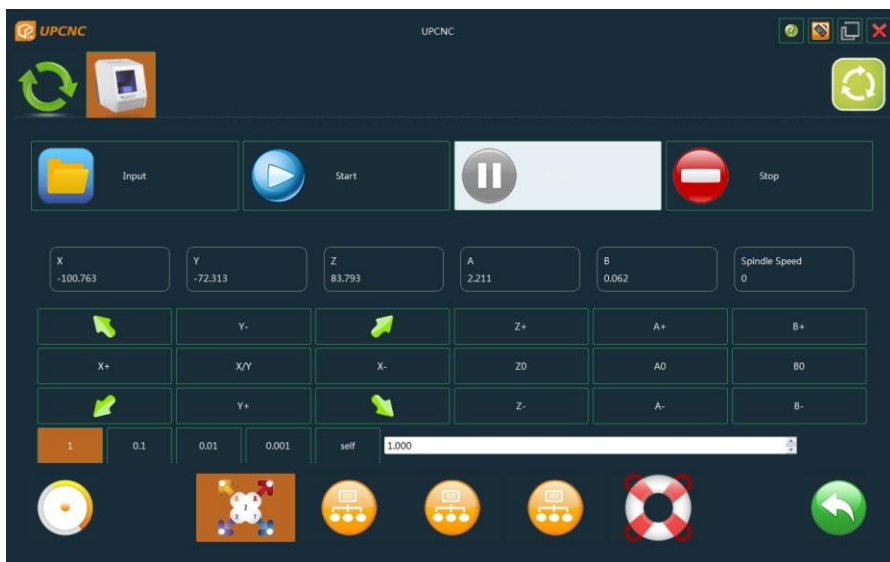 UPCNC
UPCNC
Input
Start
Stop
X
-100.763
Y
-72.313
Z
83.793
A
2.211
B
0.062
Spindle Speed
0
Y-
Z+
A+
B+
X+
X/Y
X-
Z0
A0
B0
Y+
Z-
A-
B-
1
0.1
0.01
0.001
self
1.000